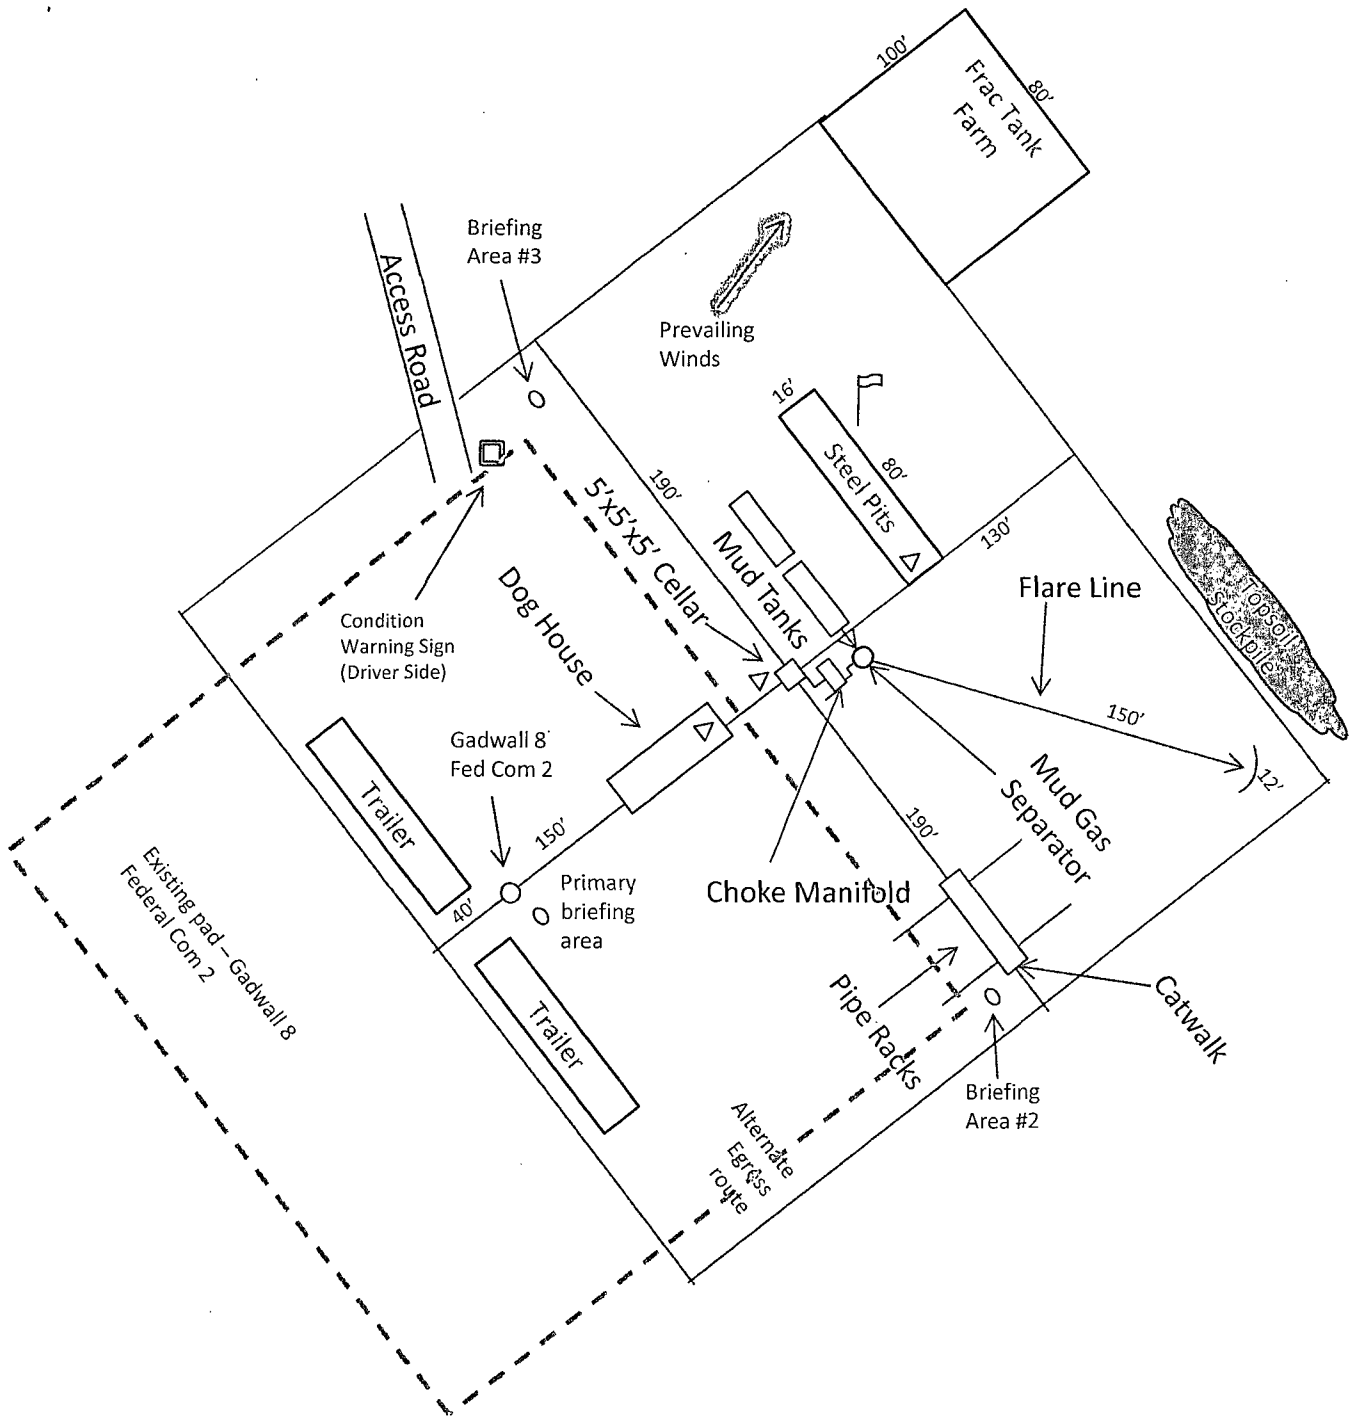 100'
80'
Frac Tank
Farm
Briefing
Area #3
Access Road
Prevailing
Winds
16'
80'
Steel Pits
190'
5'x5'x5' Cellar
Mud Tanks
130'
Flare Line
Topsoil
Stockpile
Dog House
Condition
Warning Sign
(Driver Side)
150'
12'
Gadwall 8
Fed Com 2
Trailer
150'
190'
Mud Gas
Separator
Choke Manifold
40'
Primary
briefing
area
Existing pad – Gadwall 8
Federal Com 2
Trailer
Pipe Racks
Catwalk
Briefing
Area #2
Alternate
Egress
route